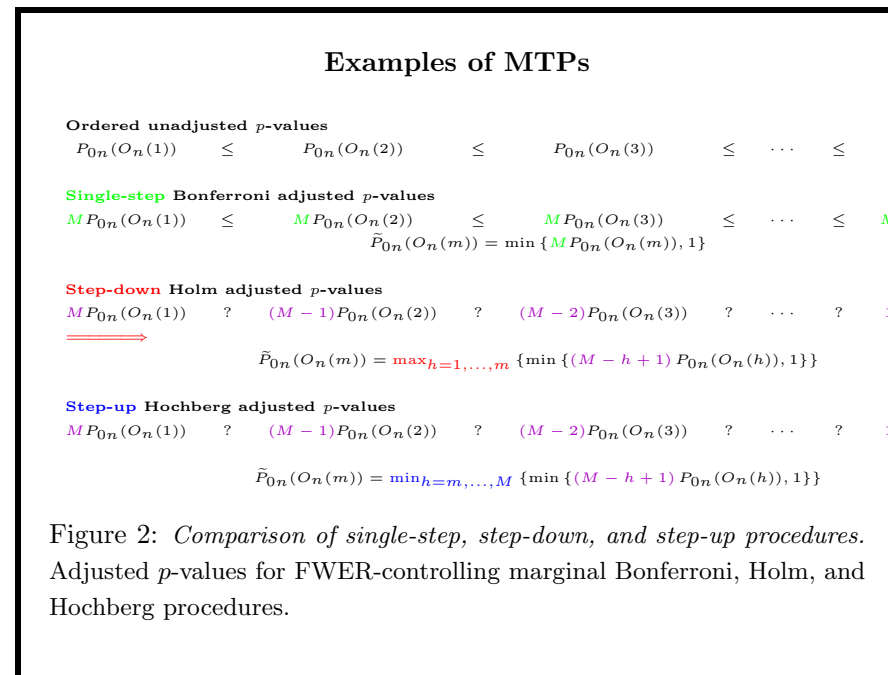 Examples of MTPs
Ordered unadjusted p-values
P₀ₙ(Oₙ(1)) ≤ P₀ₙ(Oₙ(2)) ≤ P₀ₙ(Oₙ(3)) ≤ ··· ≤
Single-step Bonferroni adjusted p-values
MP₀ₙ(Oₙ(1)) ≤ MP₀ₙ(Oₙ(2)) ≤ MP₀ₙ(Oₙ(3)) ≤ ··· ≤
P̃₀ₙ(Oₙ(m)) = min {MP₀ₙ(Oₙ(m)), 1}
Step-down Holm adjusted p-values
MP₀ₙ(Oₙ(1)) ? (M − 1)P₀ₙ(Oₙ(2)) ? (M − 2)P₀ₙ(Oₙ(3)) ? ··· ?
⟹
P̃₀ₙ(Oₙ(m)) = max_{h=1,...,m} {min {(M − h + 1) P₀ₙ(Oₙ(h)), 1}}
Step-up Hochberg adjusted p-values
MP₀ₙ(Oₙ(1)) ? (M − 1)P₀ₙ(Oₙ(2)) ? (M − 2)P₀ₙ(Oₙ(3)) ? ··· ?
P̃₀ₙ(Oₙ(m)) = min_{h=m,...,M} {min {(M − h + 1) P₀ₙ(Oₙ(h)), 1}}
Figure 2: Comparison of single-step, step-down, and step-up procedures.
Adjusted p-values for FWER-controlling marginal Bonferroni, Holm, and
Hochberg procedures.